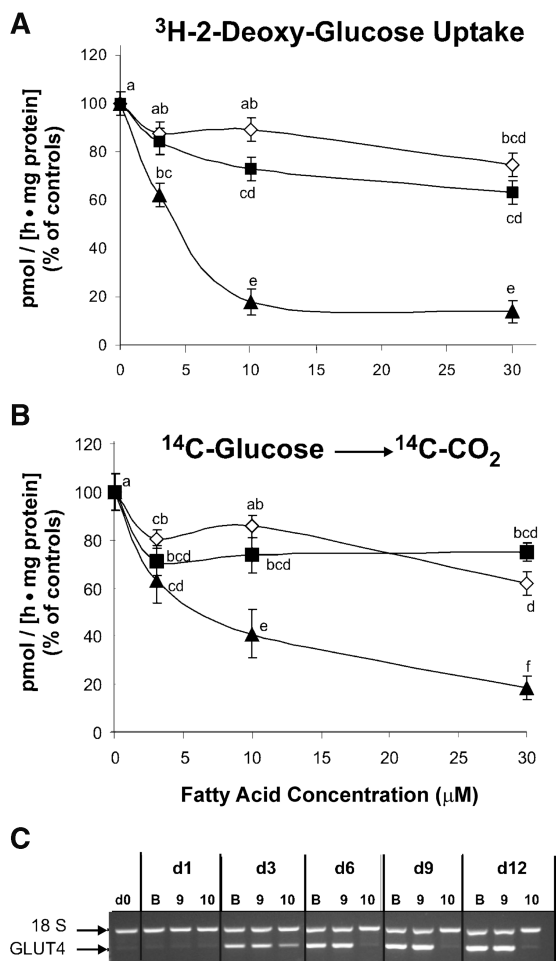 A
³H-2-Deoxy-Glucose Uptake
pmol / [h • mg protein]
(% of controls)
120
100
80
60
40
20
0
a
ab
ab
bcd
bc
cd
cd
e
e
0 5 10 15 20 25 30
B
¹⁴C-Glucose ⟶ ¹⁴C-CO₂
pmol / [h • mg protein]
(% of controls)
120
100
80
60
40
20
0
a
cb
ab
bcd
bcd
bcd
cd
d
e
f
0 5 10 15 20 25 30
Fatty Acid Concentration (μM)
C
d1 d3 d6 d9 d12
d0 B 9 10 B 9 10 B 9 10 B 9 10 B 9 10
18 S
GLUT4